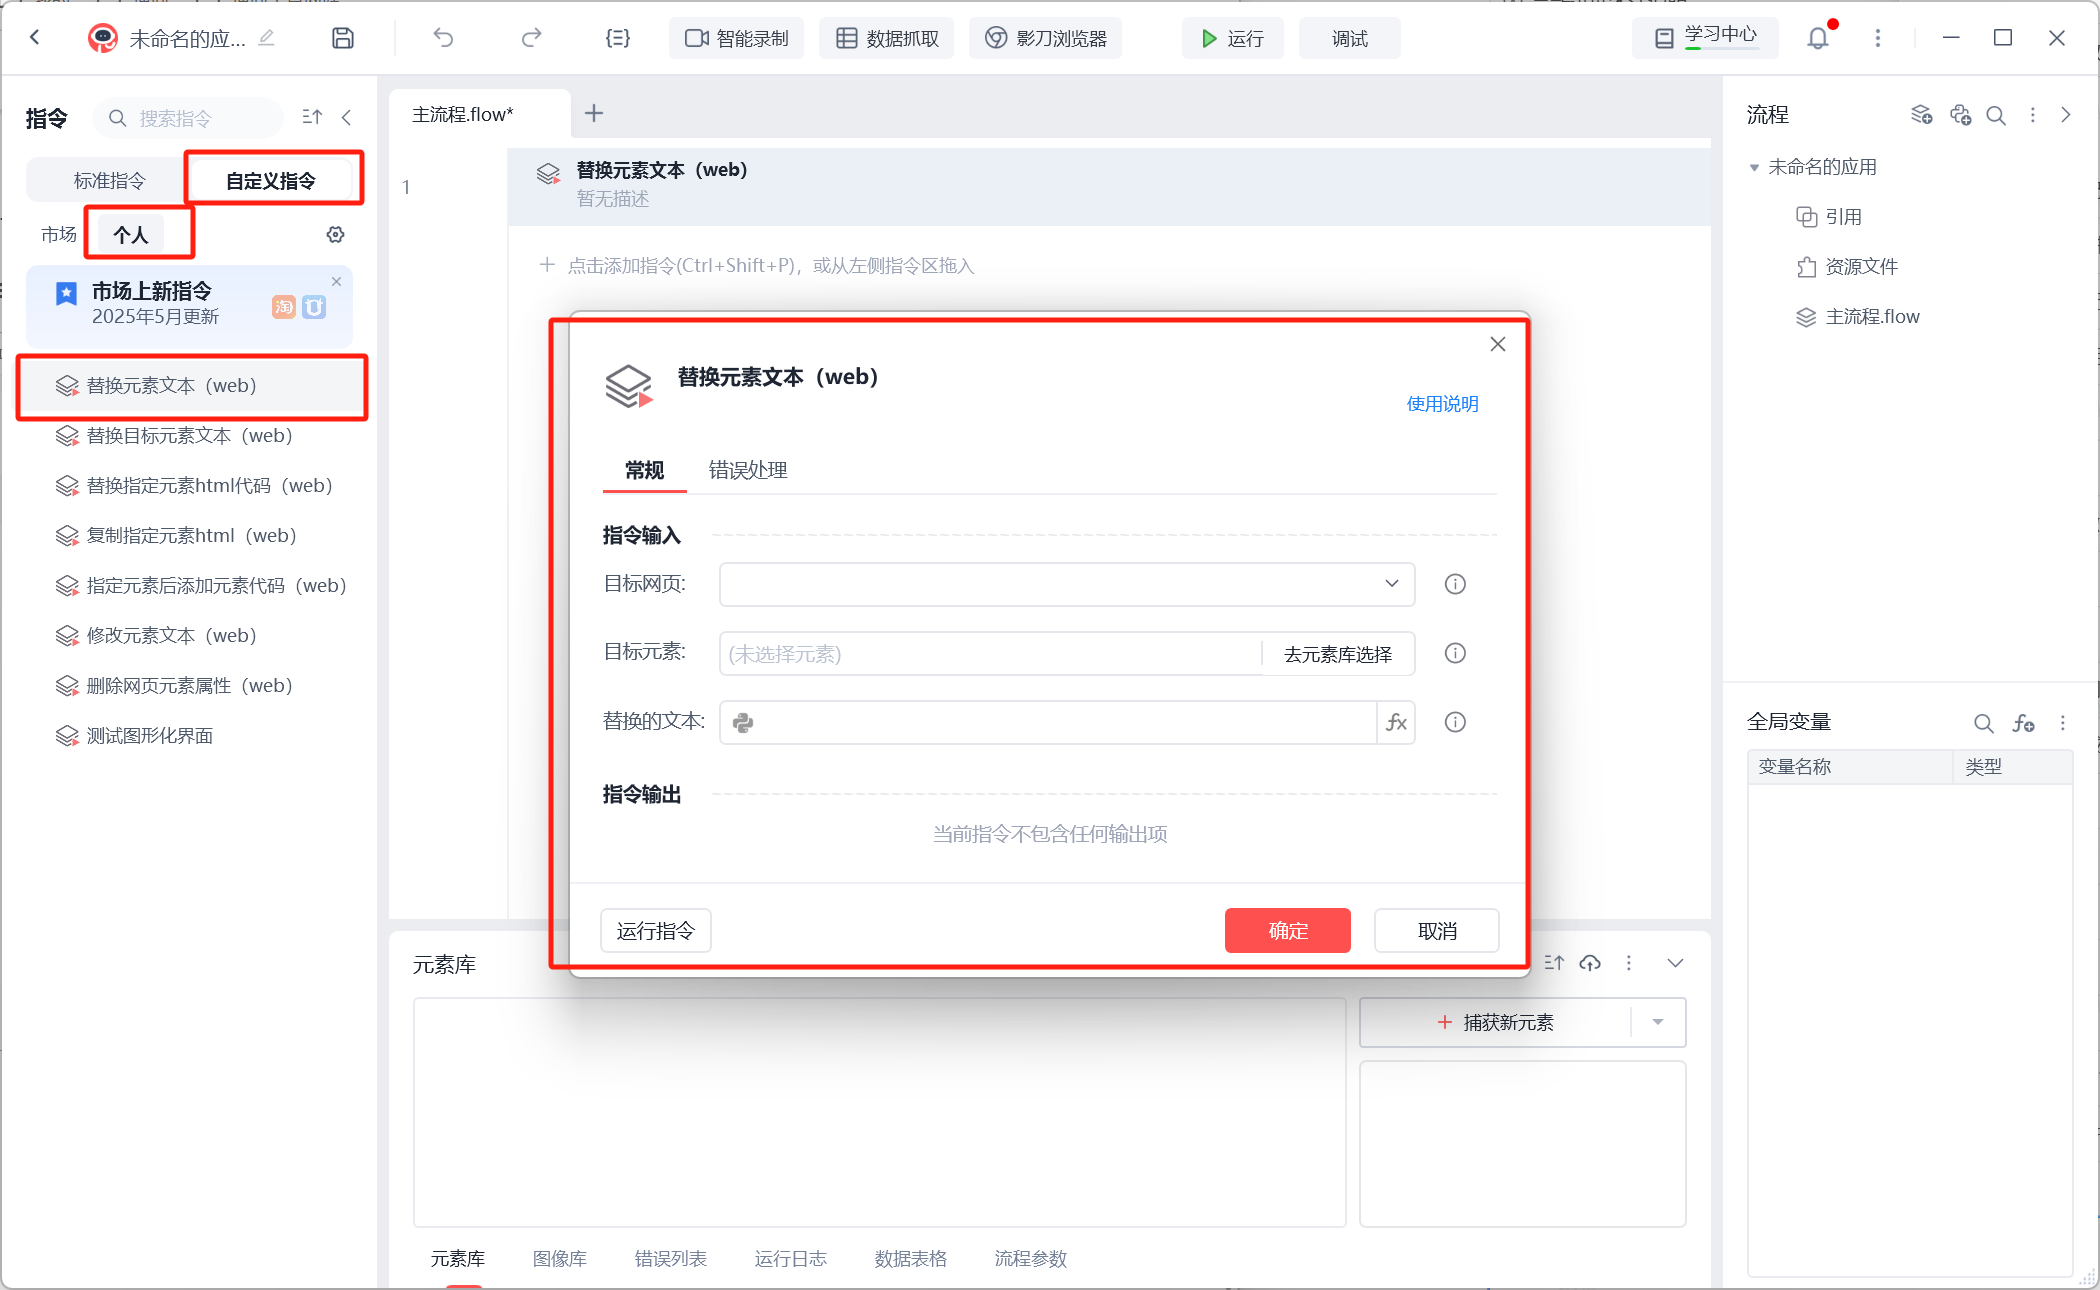 未命名的应...
智能录制
数据抓取
影刀浏览器
运行
调试
学习中心
指令
搜索指令
标准指令
自定义指令
市场
个人
市场上新指令
2025年5月更新
淘
替换元素文本（web）
替换目标元素文本（web）
替换指定元素html代码（web）
复制指定元素html（web）
指定元素后添加元素代码（web）
修改元素文本（web）
删除网页元素属性（web）
测试图形化界面
主流程.flow*
1
替换元素文本（web）
暂无描述
点击添加指令(Ctrl+Shift+P)，或从左侧指令区拖入
替换元素文本（web）
使用说明
常规
错误处理
指令输入
目标网页:
目标元素:
(未选择元素)
去元素库选择
替换的文本:
fx
指令输出
当前指令不包含任何输出项
运行指令
确定
取消
元素库
捕获新元素
元素库
图像库
错误列表
运行日志
数据表格
流程参数
流程
未命名的应用
引用
资源文件
主流程.flow
全局变量
变量名称
类型